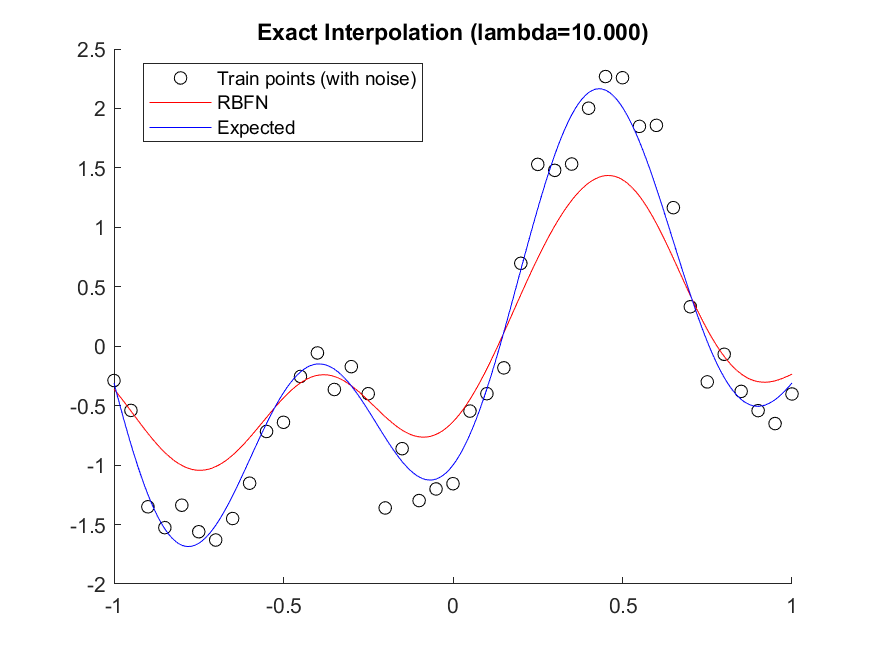 Exact Interpolation (lambda=10.000)
2.5
Train points (with noise)
RBFN
Expected
2
1.5
1
0.5
0
-0.5
-1
-1.5
-2
-1 -0.5 0 0.5 1